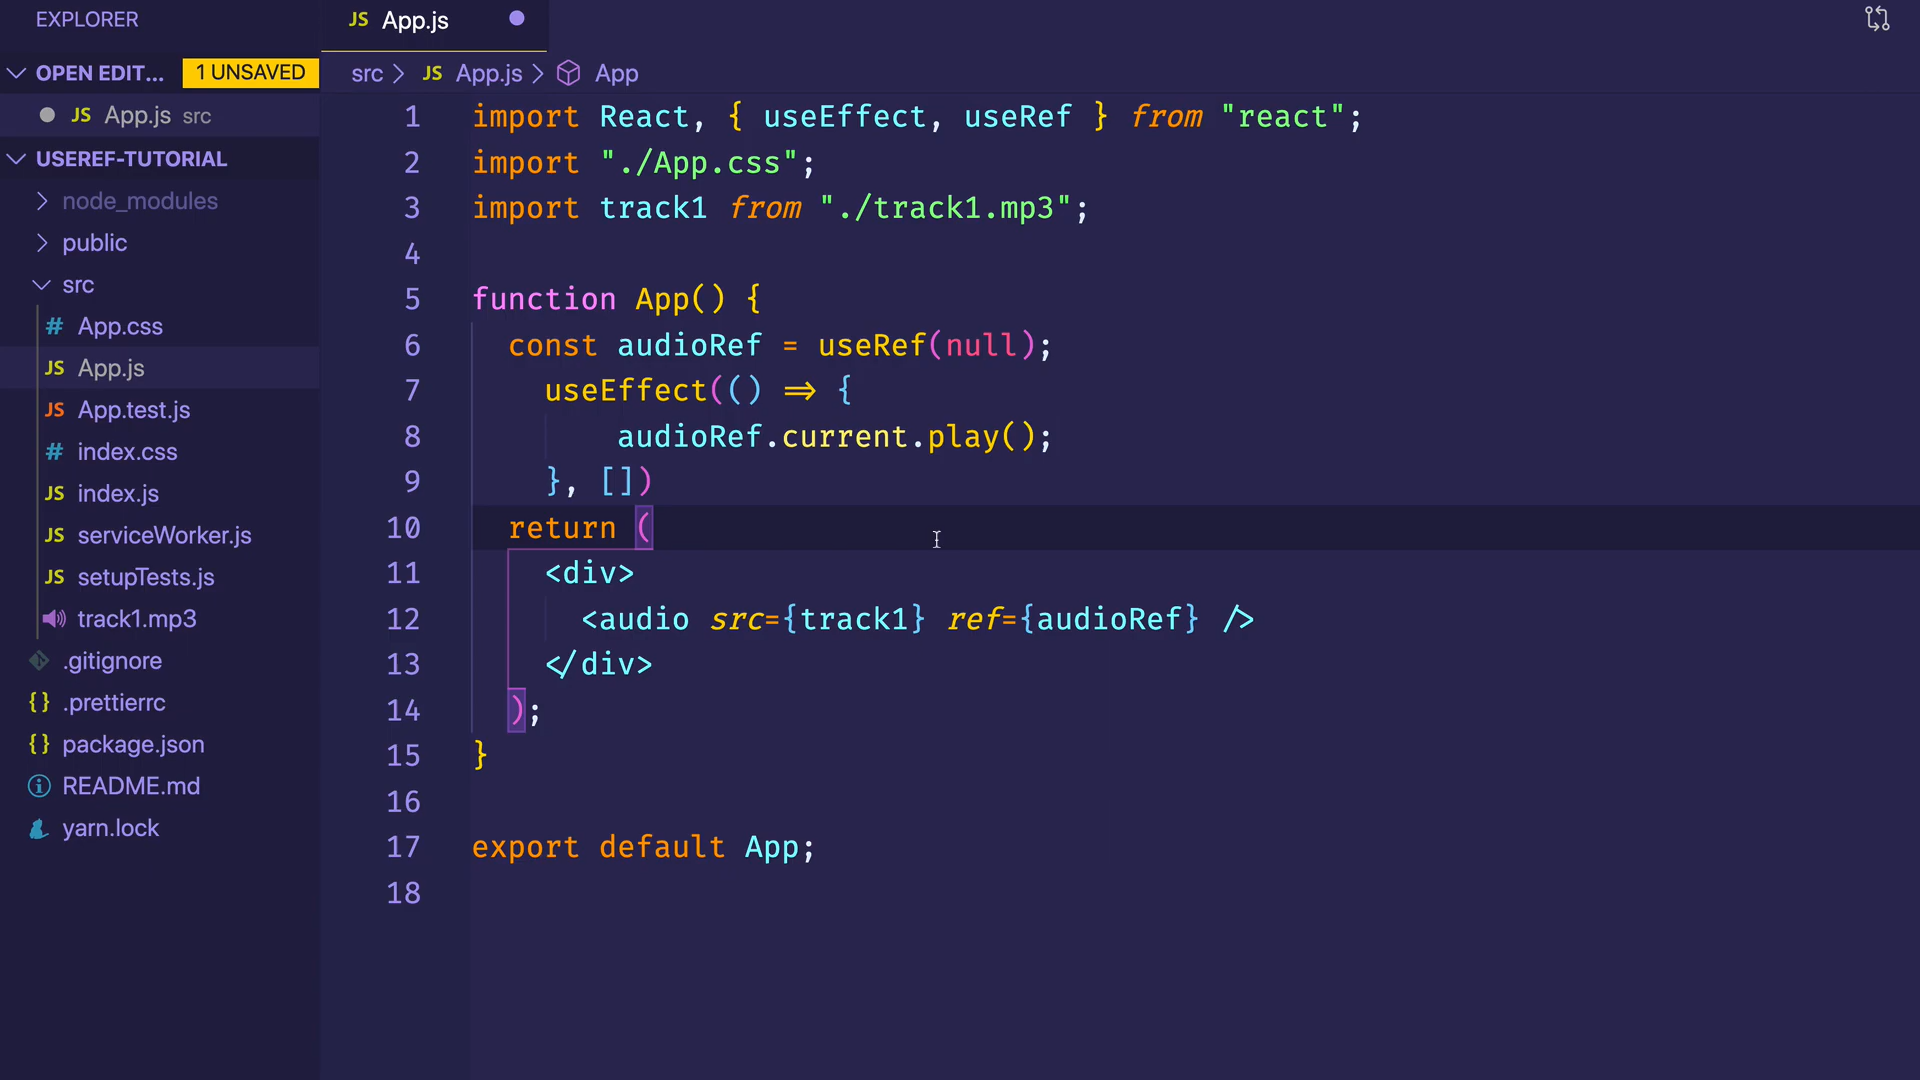 EXPLORER
OPEN EDIT... 1 UNSAVED
JS App.js src
USEREF-TUTORIAL
node_modules
public
src
# App.css
JS App.js
JS App.test.js
# index.css
JS index.js
JS serviceWorker.js
JS setupTests.js
track1.mp3
.gitignore
{} .prettierrc
{} package.json
README.md
yarn.lock
JS App.js
src > JS App.js > App
1 import React, { useEffect, useRef } from "react";
2 import "./App.css";
3 import track1 from "./track1.mp3";
4
5 function App() {
6   const audioRef = useRef(null);
7     useEffect(() => {
8         audioRef.current.play();
9     }, [])
10   return (
11     <div>
12       <audio src={track1} ref={audioRef} />
13     </div>
14   );
15 }
16
17 export default App;
18